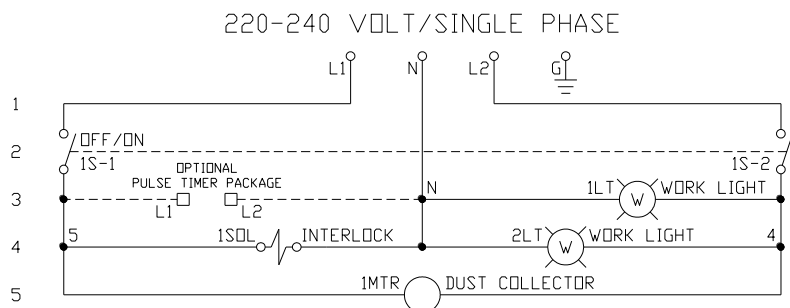 220-240 VOLT/SINGLE PHASE
L1 N L2 G
1
2 OFF/ON
1S-1 1S-2
OPTIONAL
PULSE TIMER PACKAGE
3 L1 L2 N 1LT W WORK LIGHT
4 5 1SOL INTERLOCK 2LT W WORK LIGHT 4
5 1MTR DUST COLLECTOR